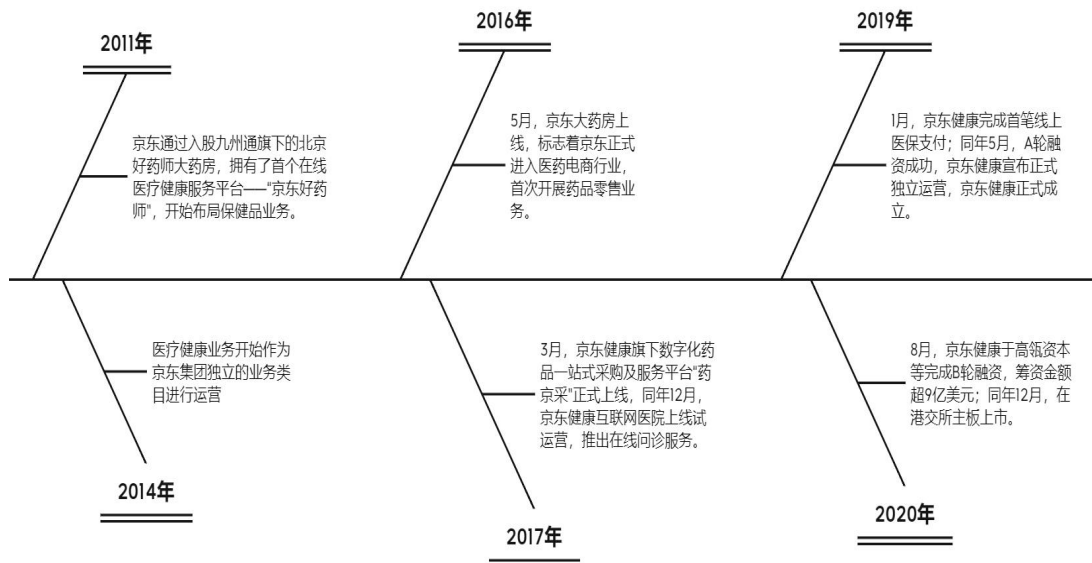 2011年
京东通过入股九州通旗下的北京
好药师大药房，拥有了首个在线
医疗健康服务平台——"京东好药
师"，开始布局保健品业务。
2016年
5月，京东大药房上
线，标志着京东正式
进入医药电商行业，
首次开展药品零售业
务。
2019年
1月，京东健康完成首笔线上
医保支付；同年5月，A轮融
资成功，京东健康宣布正式
独立运营，京东健康正式成
立。
医疗健康业务开始作为
京东集团独立的业务类
目进行运营
2014年
3月，京东健康旗下数字化药
品一站式采购及服务平台"药
京采"正式上线，同年12月，
京东健康互联网医院上线试
运营，推出在线问诊服务。
2017年
8月，京东健康于高瓴资本
等完成B轮融资，筹资金额
超9亿美元；同年12月，在
港交所主板上市。
2020年